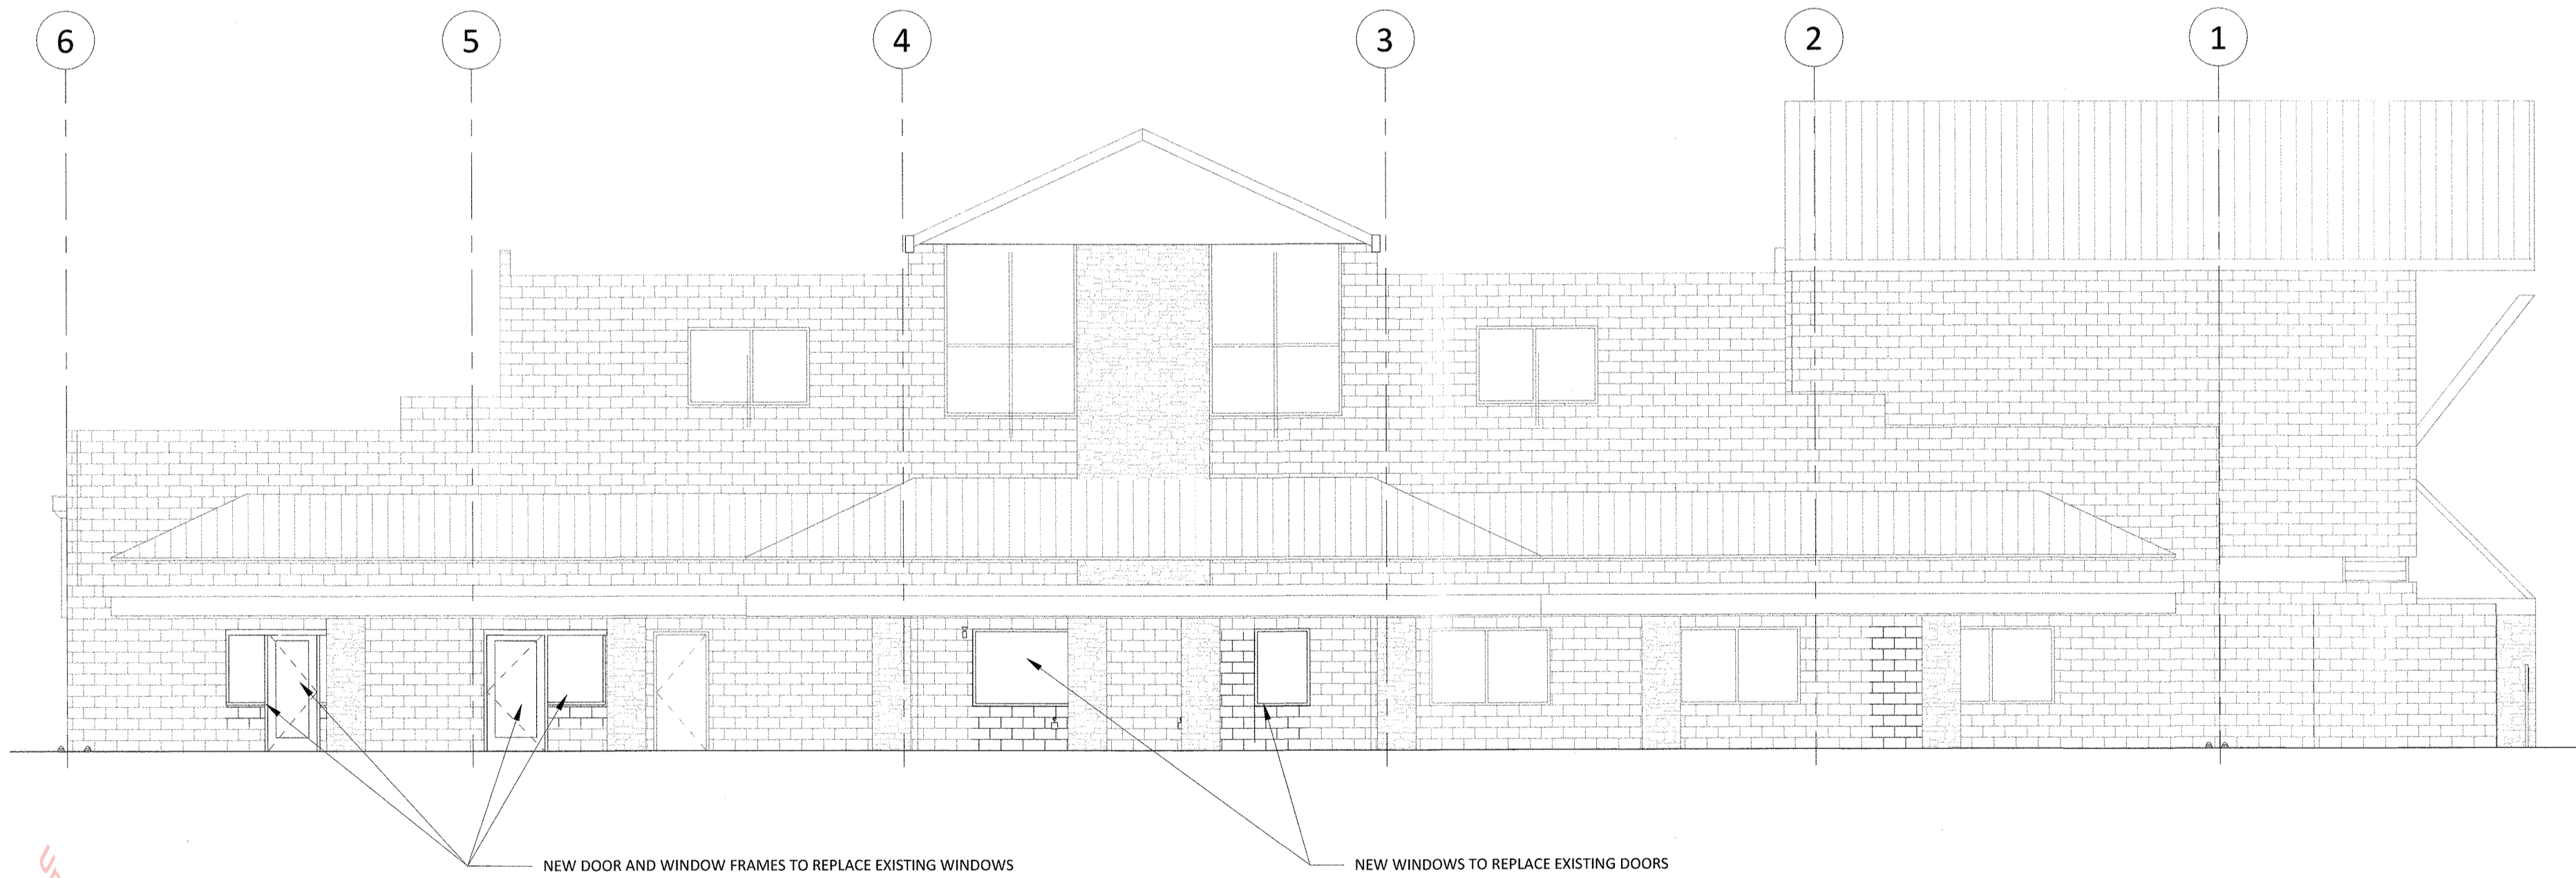 6 5 4 3 2 1
NEW DOOR AND WINDOW FRAMES TO REPLACE EXISTING WINDOWS
NEW WINDOWS TO REPLACE EXISTING DOORS